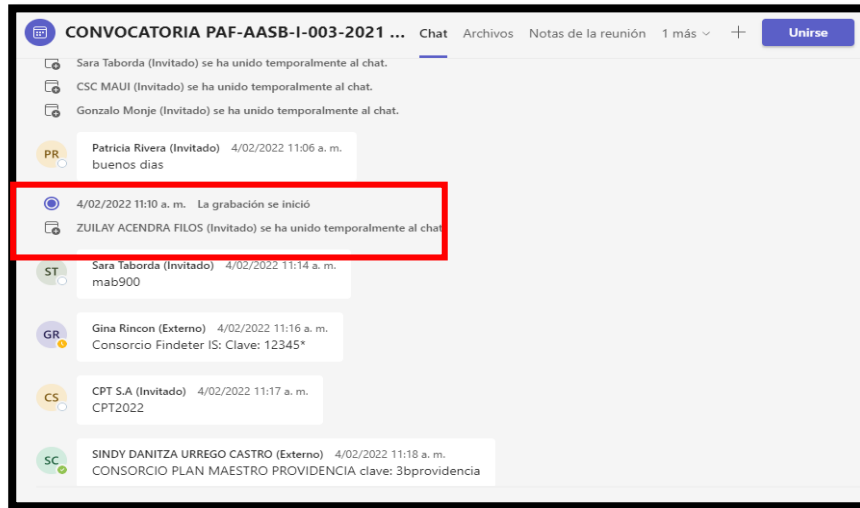 CONVOCATORIA PAF-AASB-I-003-2021 ... Chat Archivos Notas de la reunión 1 más + Unirse
Sara Taborda (Invitado) se ha unido temporalmente al chat.
CSC MAUI (Invitado) se ha unido temporalmente al chat.
Gonzalo Monje (Invitado) se ha unido temporalmente al chat.
PR
Patricia Rivera (Invitado) 4/02/2022 11:06 a. m.
buenos dias
4/02/2022 11:10 a. m. La grabación se inició
ZUILAY ACENDRA FILOS (Invitado) se ha unido temporalmente al chat
ST
Sara Taborda (Invitado) 4/02/2022 11:14 a. m.
mab900
GR
Gina Rincon (Externo) 4/02/2022 11:16 a. m.
Consorcio Findeter IS: Clave: 12345*
CS
CPT S.A (Invitado) 4/02/2022 11:17 a. m.
CPT2022
SC
SINDY DANITZA URREGO CASTRO (Externo) 4/02/2022 11:18 a. m.
CONSORCIO PLAN MAESTRO PROVIDENCIA clave: 3bprovidencia